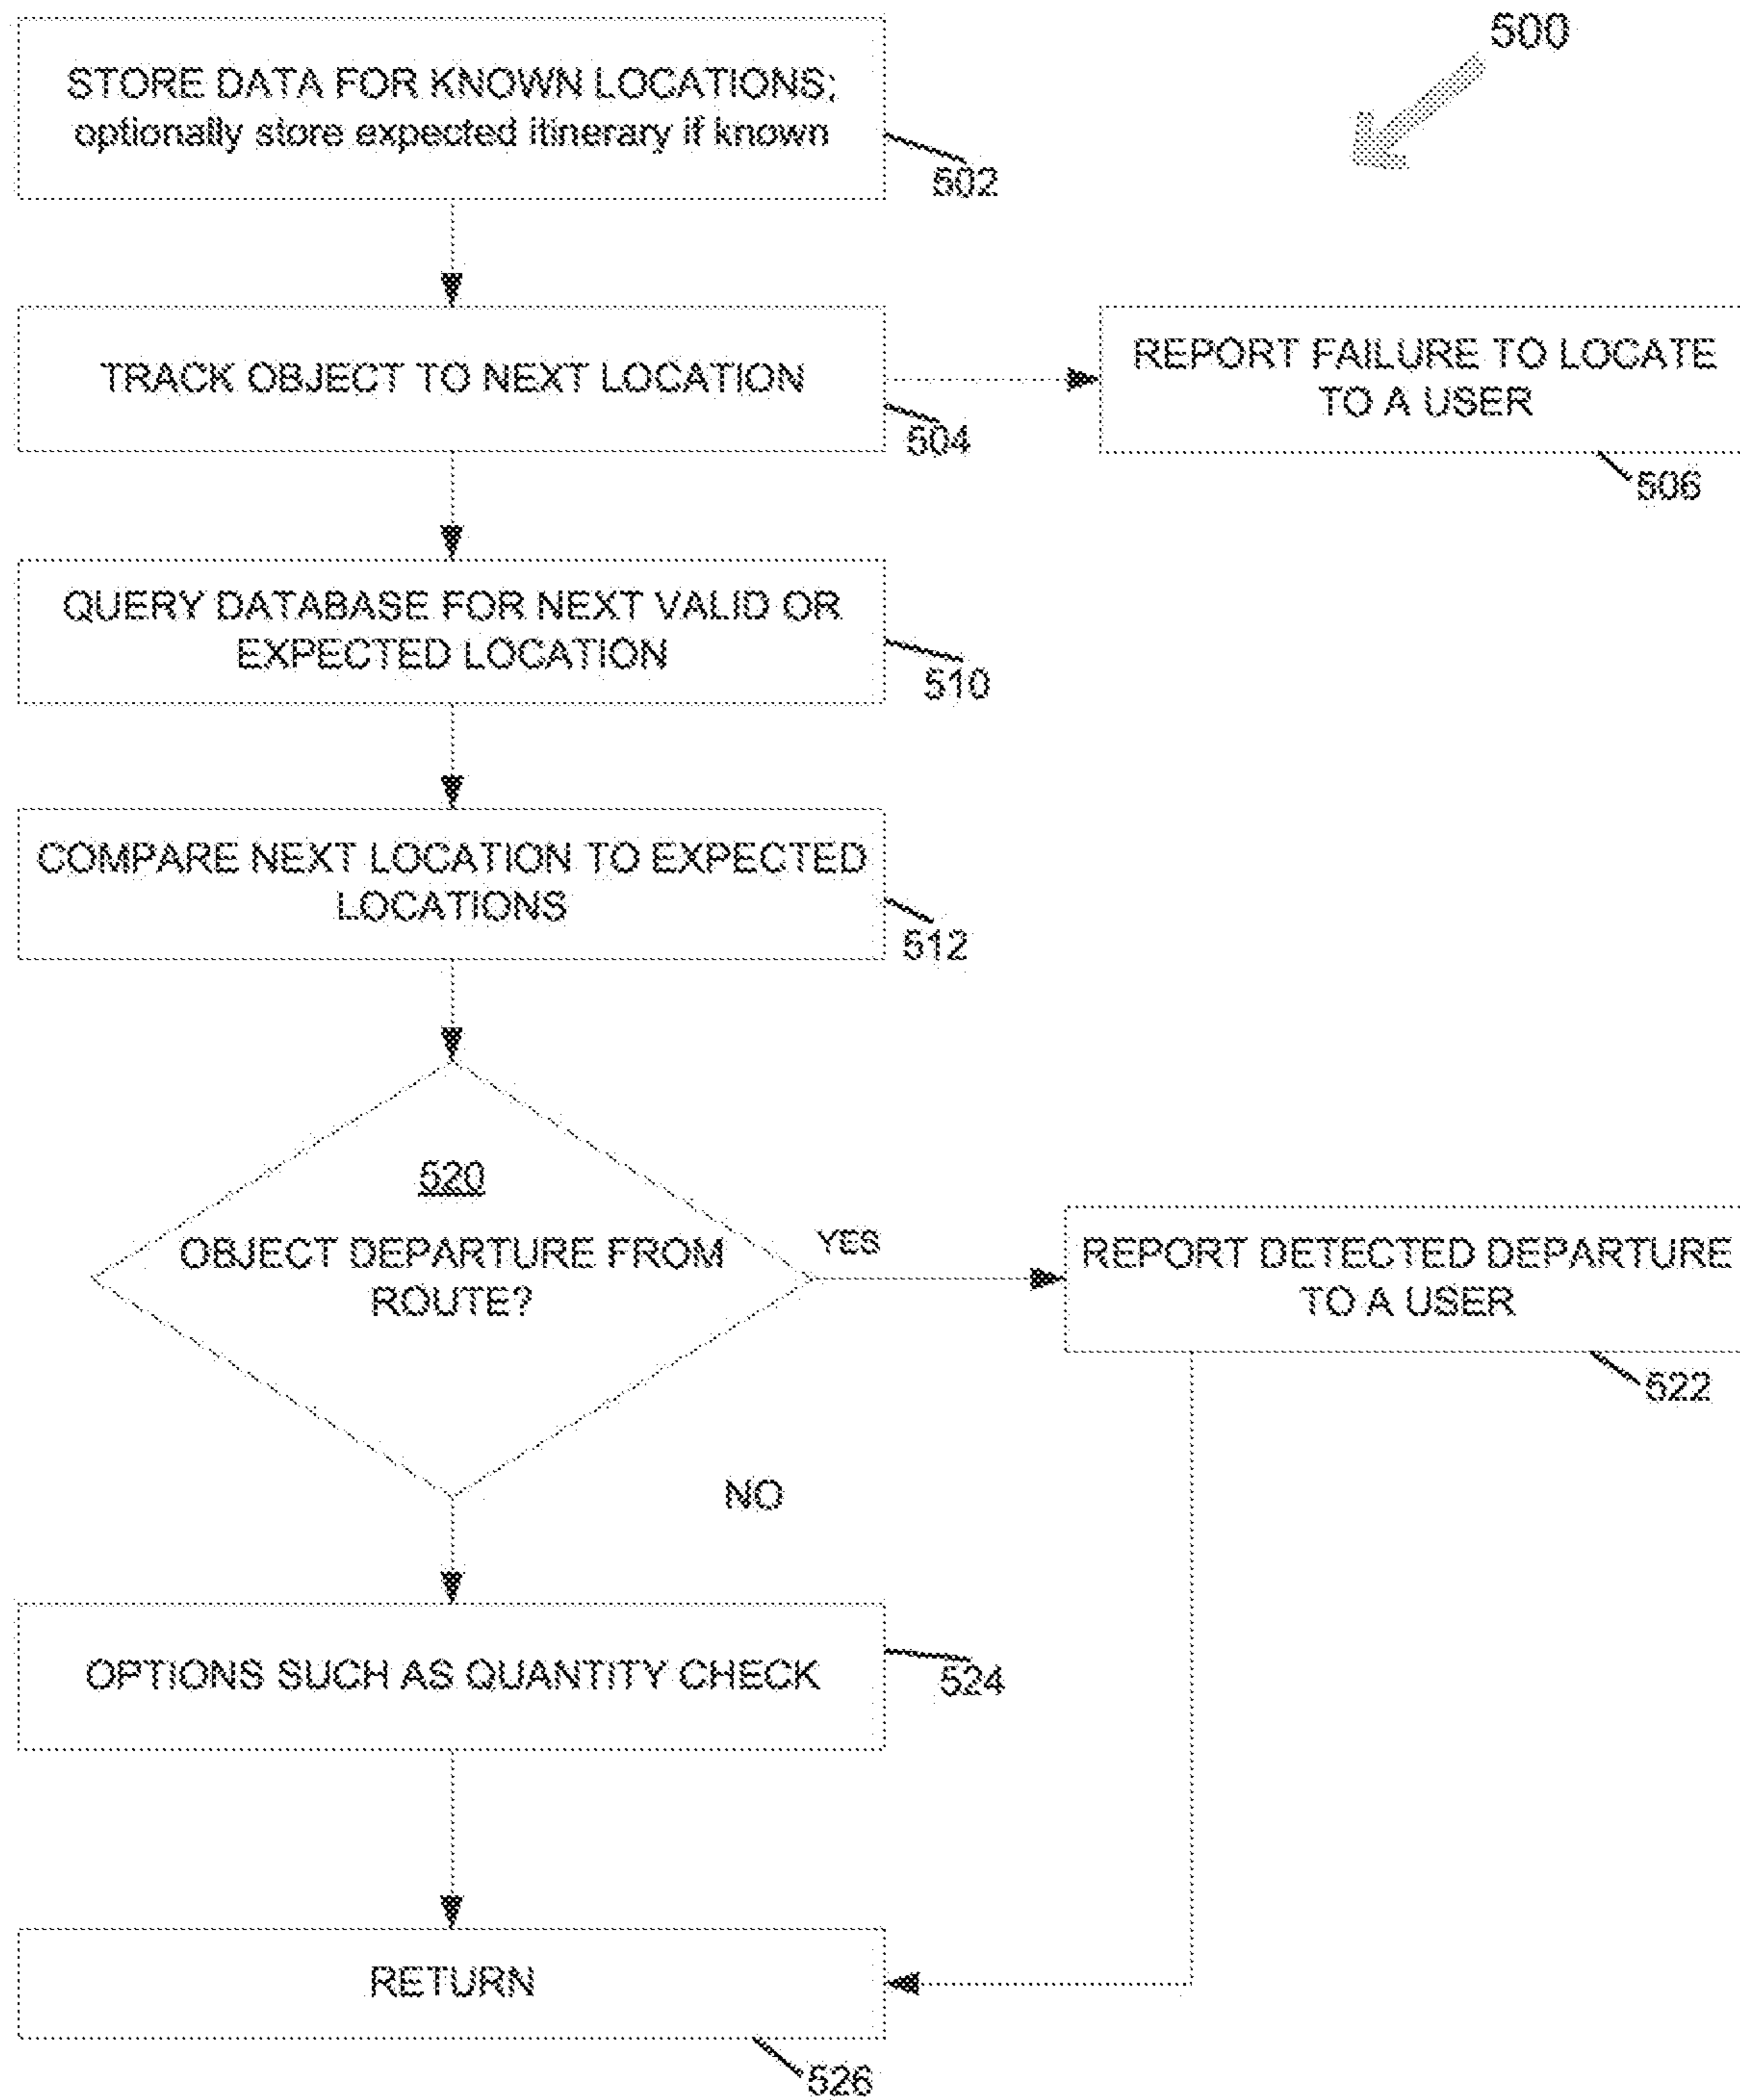 500
STORE DATA FOR KNOWN LOCATIONS;
optionally store expected itinerary if known
502
TRACK OBJECT TO NEXT LOCATION
504
REPORT FAILURE TO LOCATE
TO A USER
506
QUERY DATABASE FOR NEXT VALID OR
EXPECTED LOCATION
510
COMPARE NEXT LOCATION TO EXPECTED
LOCATIONS
512
520
OBJECT DEPARTURE FROM
ROUTE?
YES
REPORT DETECTED DEPARTURE
TO A USER
522
NO
OPTIONS SUCH AS QUANTITY CHECK
524
RETURN
526